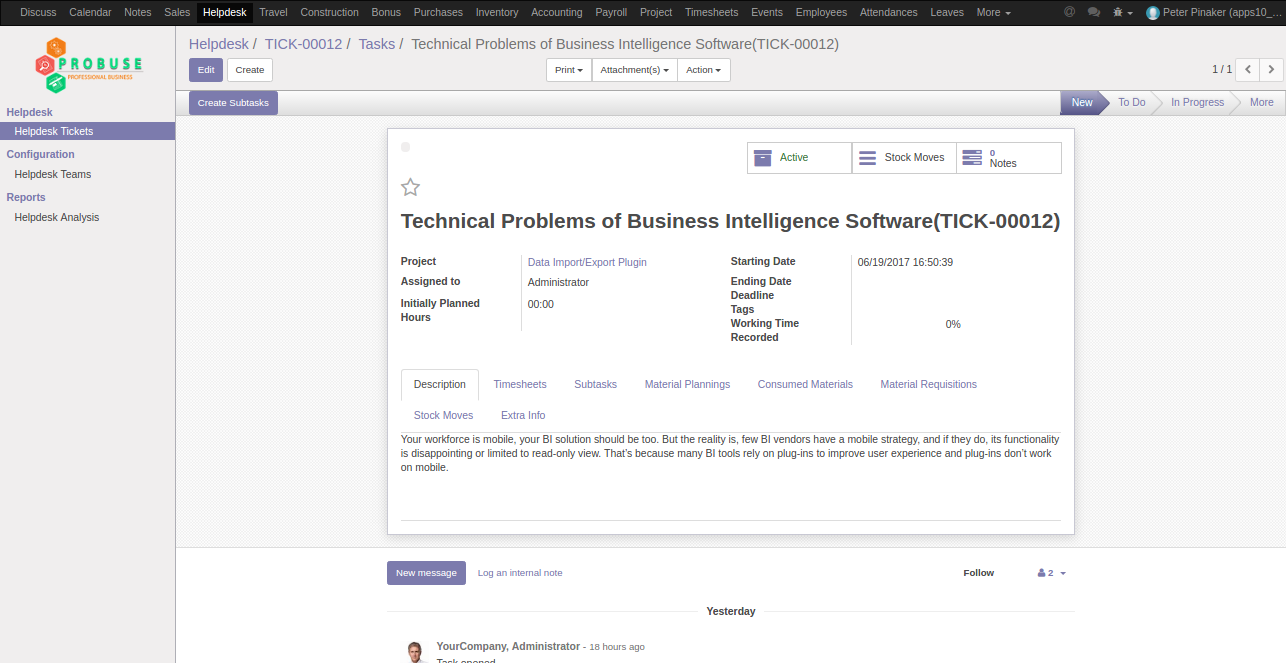 Discuss Calendar Notes Sales Helpdesk Travel Construction Bonus Purchases Inventory Accounting Payroll Project Timesheets Events Employees Attendances Leaves More @ Peter Pinaker (apps10_...
PROBUSE
PROFESSIONAL BUSINESS
Helpdesk / TICK-00012 / Tasks / Technical Problems of Business Intelligence Software(TICK-00012)
Edit Create Print Attachment(s) Action 1 / 1
Create Subtasks New To Do In Progress More
Helpdesk
Helpdesk Tickets
Configuration
Helpdesk Teams
Reports
Helpdesk Analysis
Active Stock Moves 0 Notes
Technical Problems of Business Intelligence Software(TICK-00012)
Project Data Import/Export Plugin
Assigned to Administrator
Initially Planned Hours 00:00
Starting Date 06/19/2017 16:50:39
Ending Date
Deadline
Tags
Working Time Recorded 0%
Description Timesheets Subtasks Material Plannings Consumed Materials Material Requisitions
Stock Moves Extra Info
Your workforce is mobile, your BI solution should be too. But the reality is, few BI vendors have a mobile strategy, and if they do, its functionality
is disappointing or limited to read-only view. That's because many BI tools rely on plug-ins to improve user experience and plug-ins don't work
on mobile.
New message Log an internal note Follow 2
Yesterday
YourCompany, Administrator - 18 hours ago
Task opened